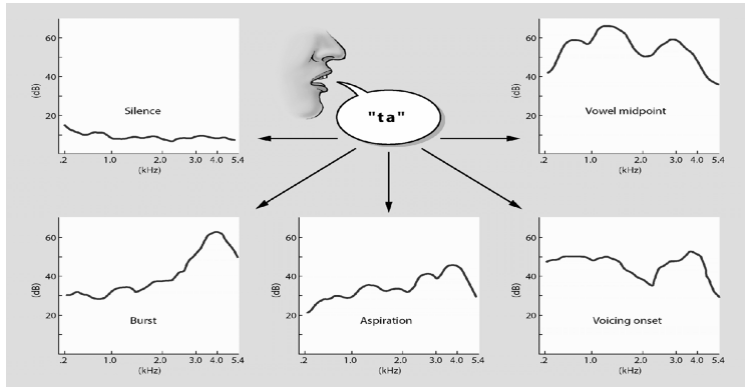 60
40
20
(dB)
Silence
.2 1.0 2.0 3.0 4.0 5.4
(kHz)
"ta"
60
40
20
(dB)
Vowel midpoint
.2 1.0 2.0 3.0 4.0 5.4
(kHz)
60
40
20
(dB)
Burst
.2 1.0 2.0 3.0 4.0 5.4
(kHz)
60
40
20
(dB)
Aspiration
.2 1.0 2.0 3.0 4.0 5.4
(kHz)
60
40
20
(dB)
Voicing onset
.2 1.0 2.0 3.0 4.0 5.4
(kHz)